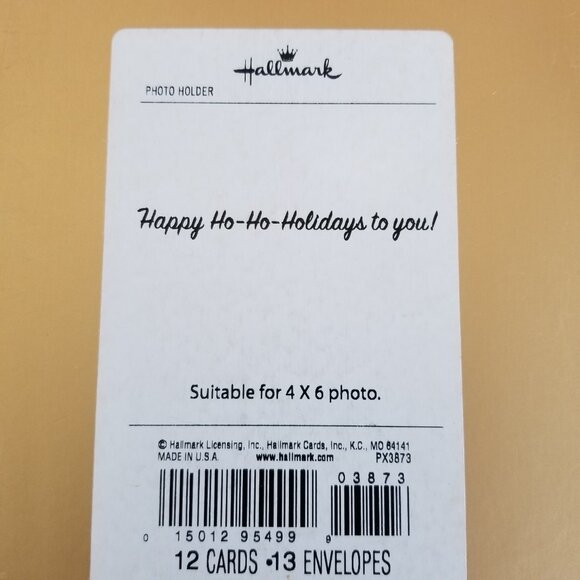 Hallmark
PHOTO HOLDER
Happy Ho-Ho-Holidays to you!
Suitable for 4 X 6 photo.
© Hallmark Licensing, Inc., Hallmark Cards, Inc., K.C., MO 64141
MADE IN U.S.A. www.hallmark.com PX3873
03873
0 15012 95499 9
12 CARDS •13 ENVELOPES